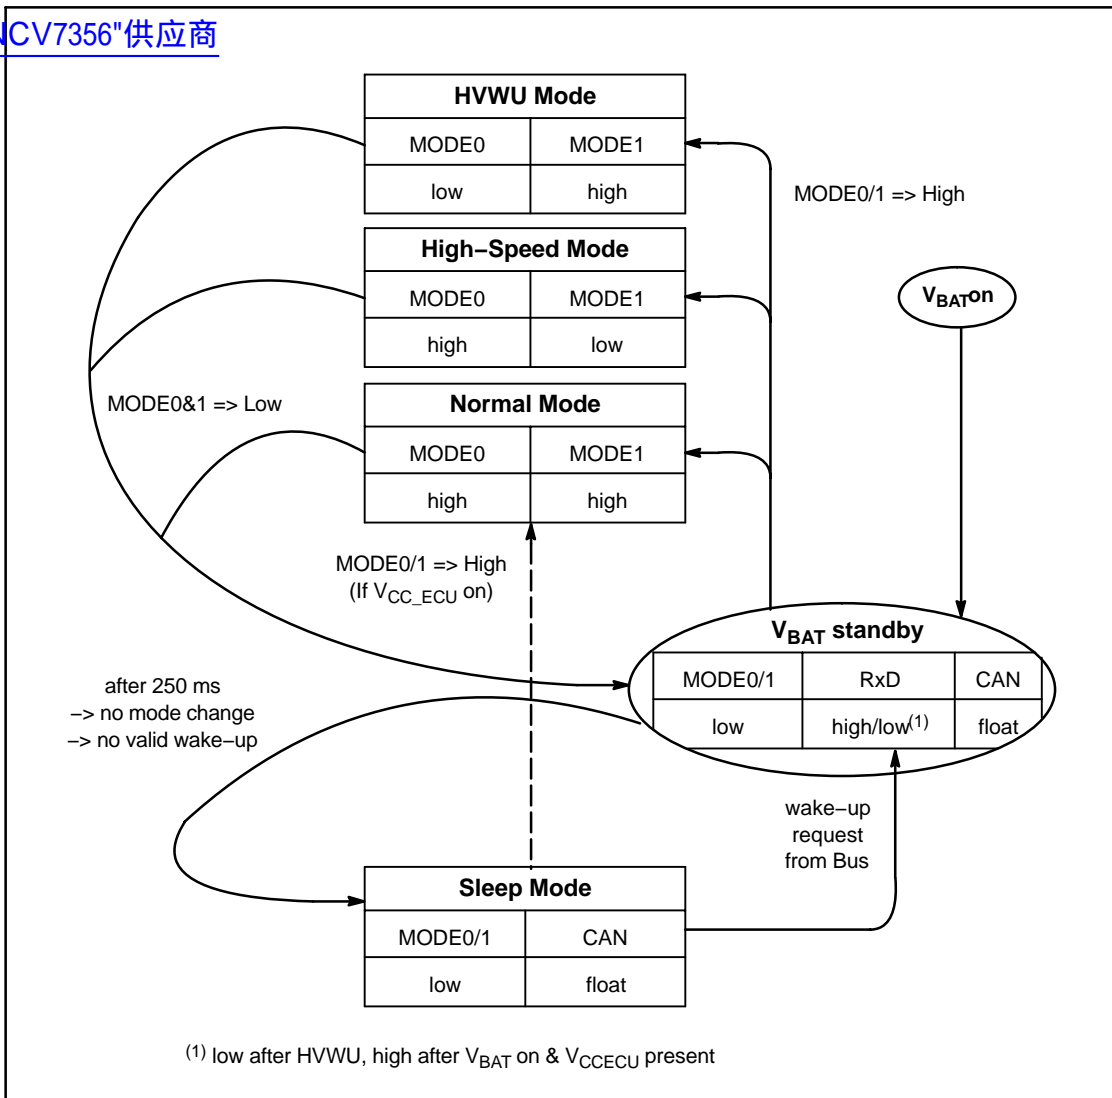 CV7356"供应商
HVWU Mode
MODE0 MODE1
low high
MODE0/1 => High
High–Speed Mode
MODE0 MODE1
high low
VBATon
MODE0&1 => Low
Normal Mode
MODE0 MODE1
high high
MODE0/1 => High
(If VCC_ECU on)
VBAT standby
MODE0/1 RxD CAN
low high/low(1) float
after 250 ms
–> no mode change
–> no valid wake–up
wake–up
request
from Bus
Sleep Mode
MODE0/1 CAN
low float
(1) low after HVWU, high after VBAT on & VCCECU present